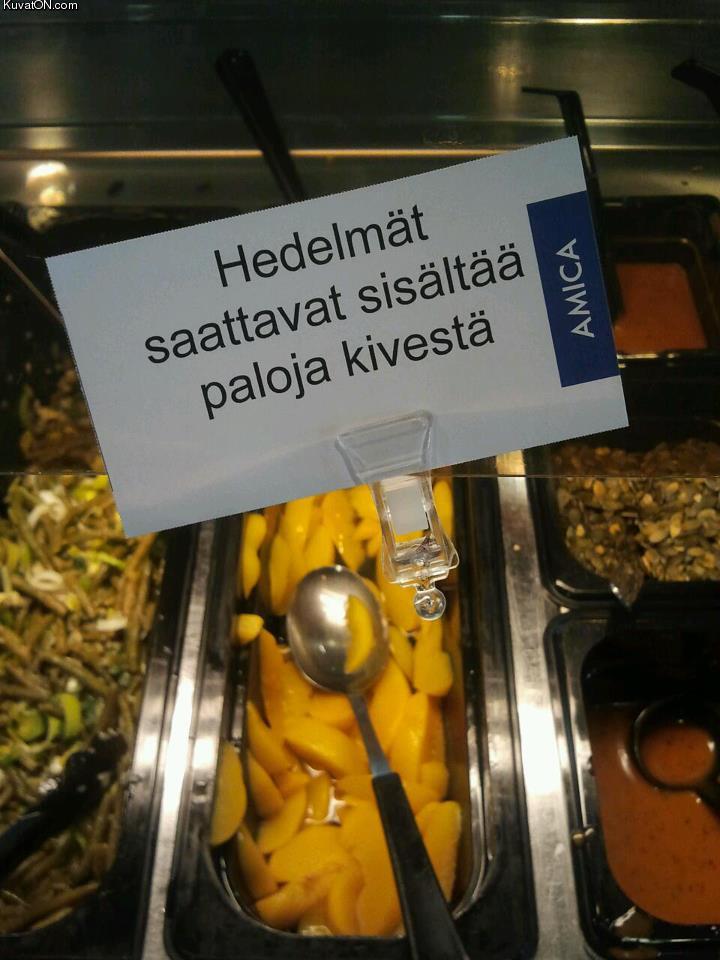 KuvatON.com
Hedelmät
saattavat sisältää
paloja kivestä
AMICA